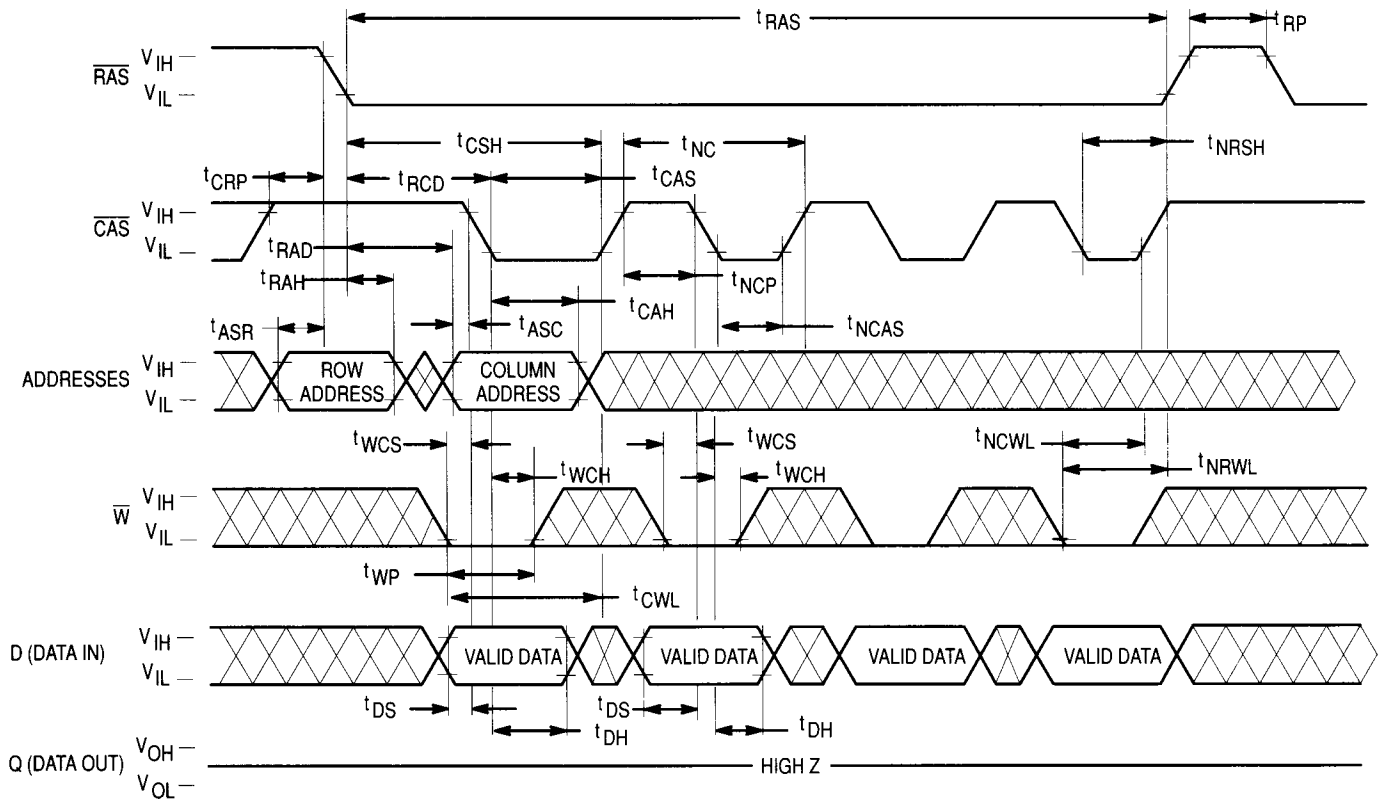 tRAS
tRP
RAS
VIH
VIL
tCSH
tNC
tNRSH
tCRP
tRCD
tCAS
CAS
VIH
VIL
tRAD
tRAH
tNCP
tCAH
tASR
tASC
tNCAS
ADDRESSES
VIH
VIL
ROW
ADDRESS
COLUMN
ADDRESS
tWCS
tWCS
tNCWL
tWCH
tWCH
tNRWL
W
VIH
VIL
tWP
tCWL
D (DATA IN)
VIH
VIL
VALID DATA
VALID DATA
VALID DATA
VALID DATA
tDS
tDS
tDH
tDH
Q (DATA OUT)
VOH
VOL
HIGH Z